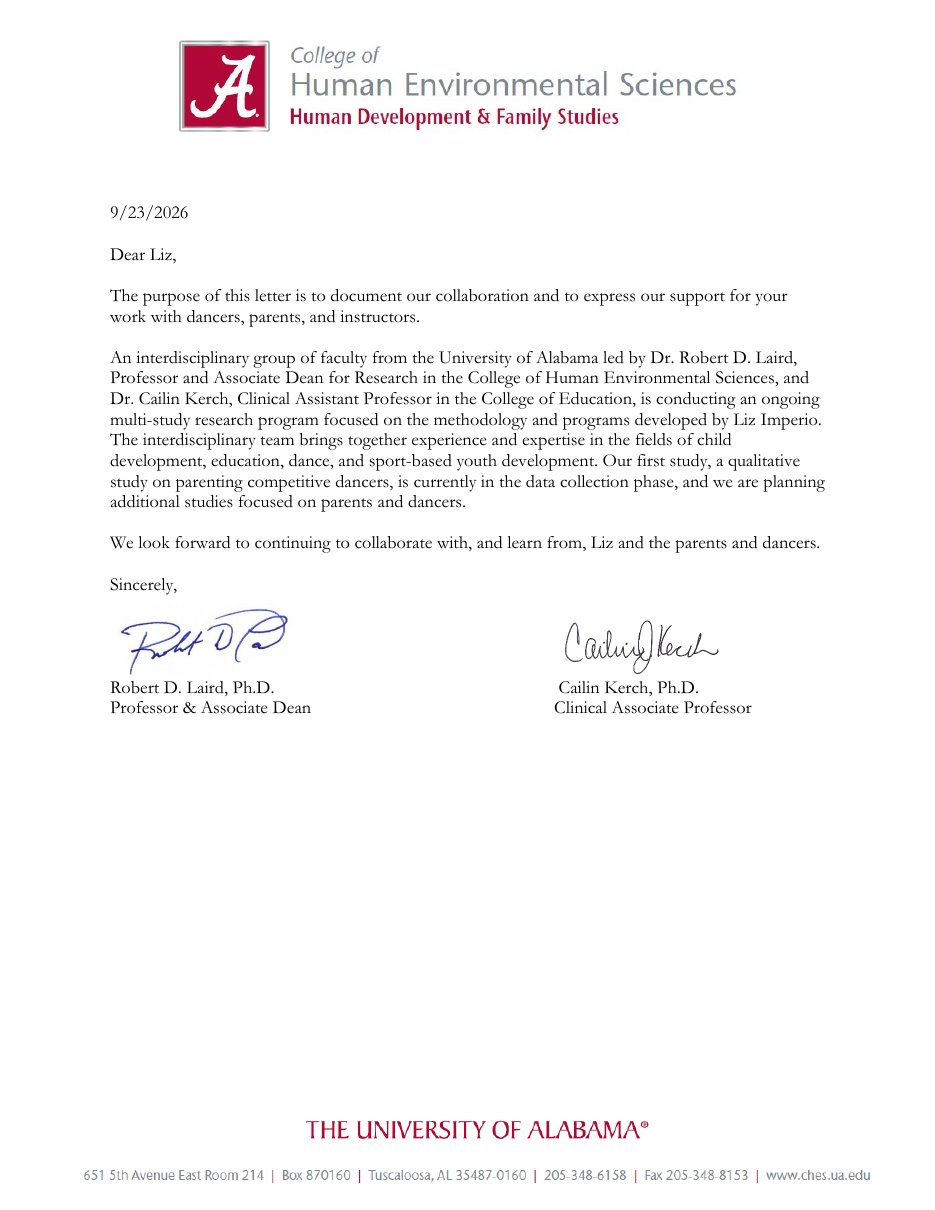 A
College of
Human Environmental Sciences
Human Development & Family Studies
9/23/2026
Dear Liz,
The purpose of this letter is to document our collaboration and to express our support for your
work with dancers, parents, and instructors.
An interdisciplinary group of faculty from the University of Alabama led by Dr. Robert D. Laird,
Professor and Associate Dean for Research in the College of Human Environmental Sciences, and
Dr. Cailin Kerch, Clinical Assistant Professor in the College of Education, is conducting an ongoing
multi-study research program focused on the methodology and programs developed by Liz Imperio.
The interdisciplinary team brings together experience and expertise in the fields of child
development, education, dance, and sport-based youth development. Our first study, a qualitative
study on parenting competitive dancers, is currently in the data collection phase, and we are planning
additional studies focused on parents and dancers.
We look forward to continuing to collaborate with, and learn from, Liz and the parents and dancers.
Sincerely,
Robert D Cailin J Kerch
Robert D. Laird, Ph.D. Cailin Kerch, Ph.D.
Professor & Associate Dean Clinical Associate Professor
THE UNIVERSITY OF ALABAMA®
651 5th Avenue East Room 214 | Box 870160 | Tuscaloosa, AL 35487-0160 | 205-348-6158 | Fax 205-348-8153 | www.ches.ua.edu